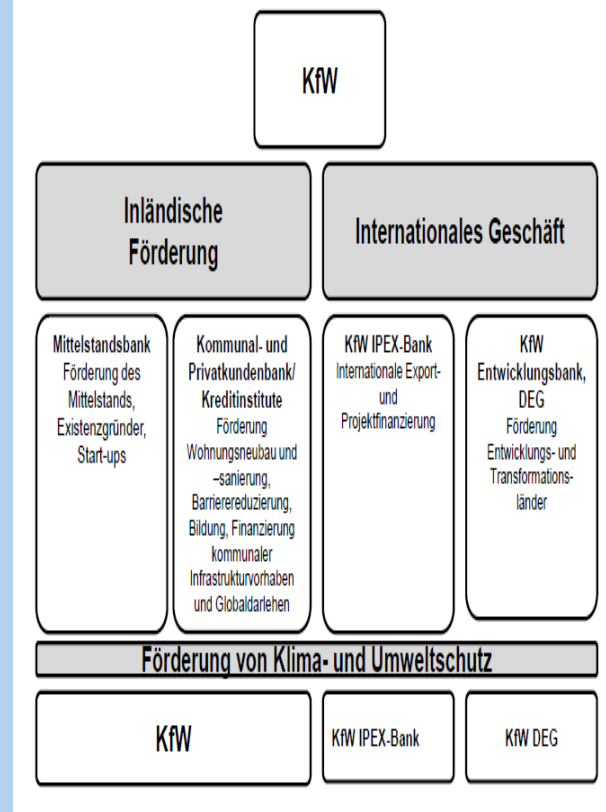 KfW
Inländische
Förderung
Internationales Geschäft
Mittelstandsbank
Förderung des
Mittelstands,
Existenzgründer,
Start-ups
Kommunal- und
Privatkundenbank/
Kreditinstitute
Förderung
Wohnungsneubau und
–sanierung,
Barrierereduzierung,
Bildung, Finanzierung
kommunaler
Infrastrukturvorhaben
und Globaldarlehen
KfW IPEX-Bank
Internationale Export-
und
Projektfinanzierung
KfW
Entwicklungsbank,
DEG
Förderung
Entwicklungs- und
Transformations-
länder
Förderung von Klima- und Umweltschutz
KfW
KfW IPEX-Bank
KfW DEG